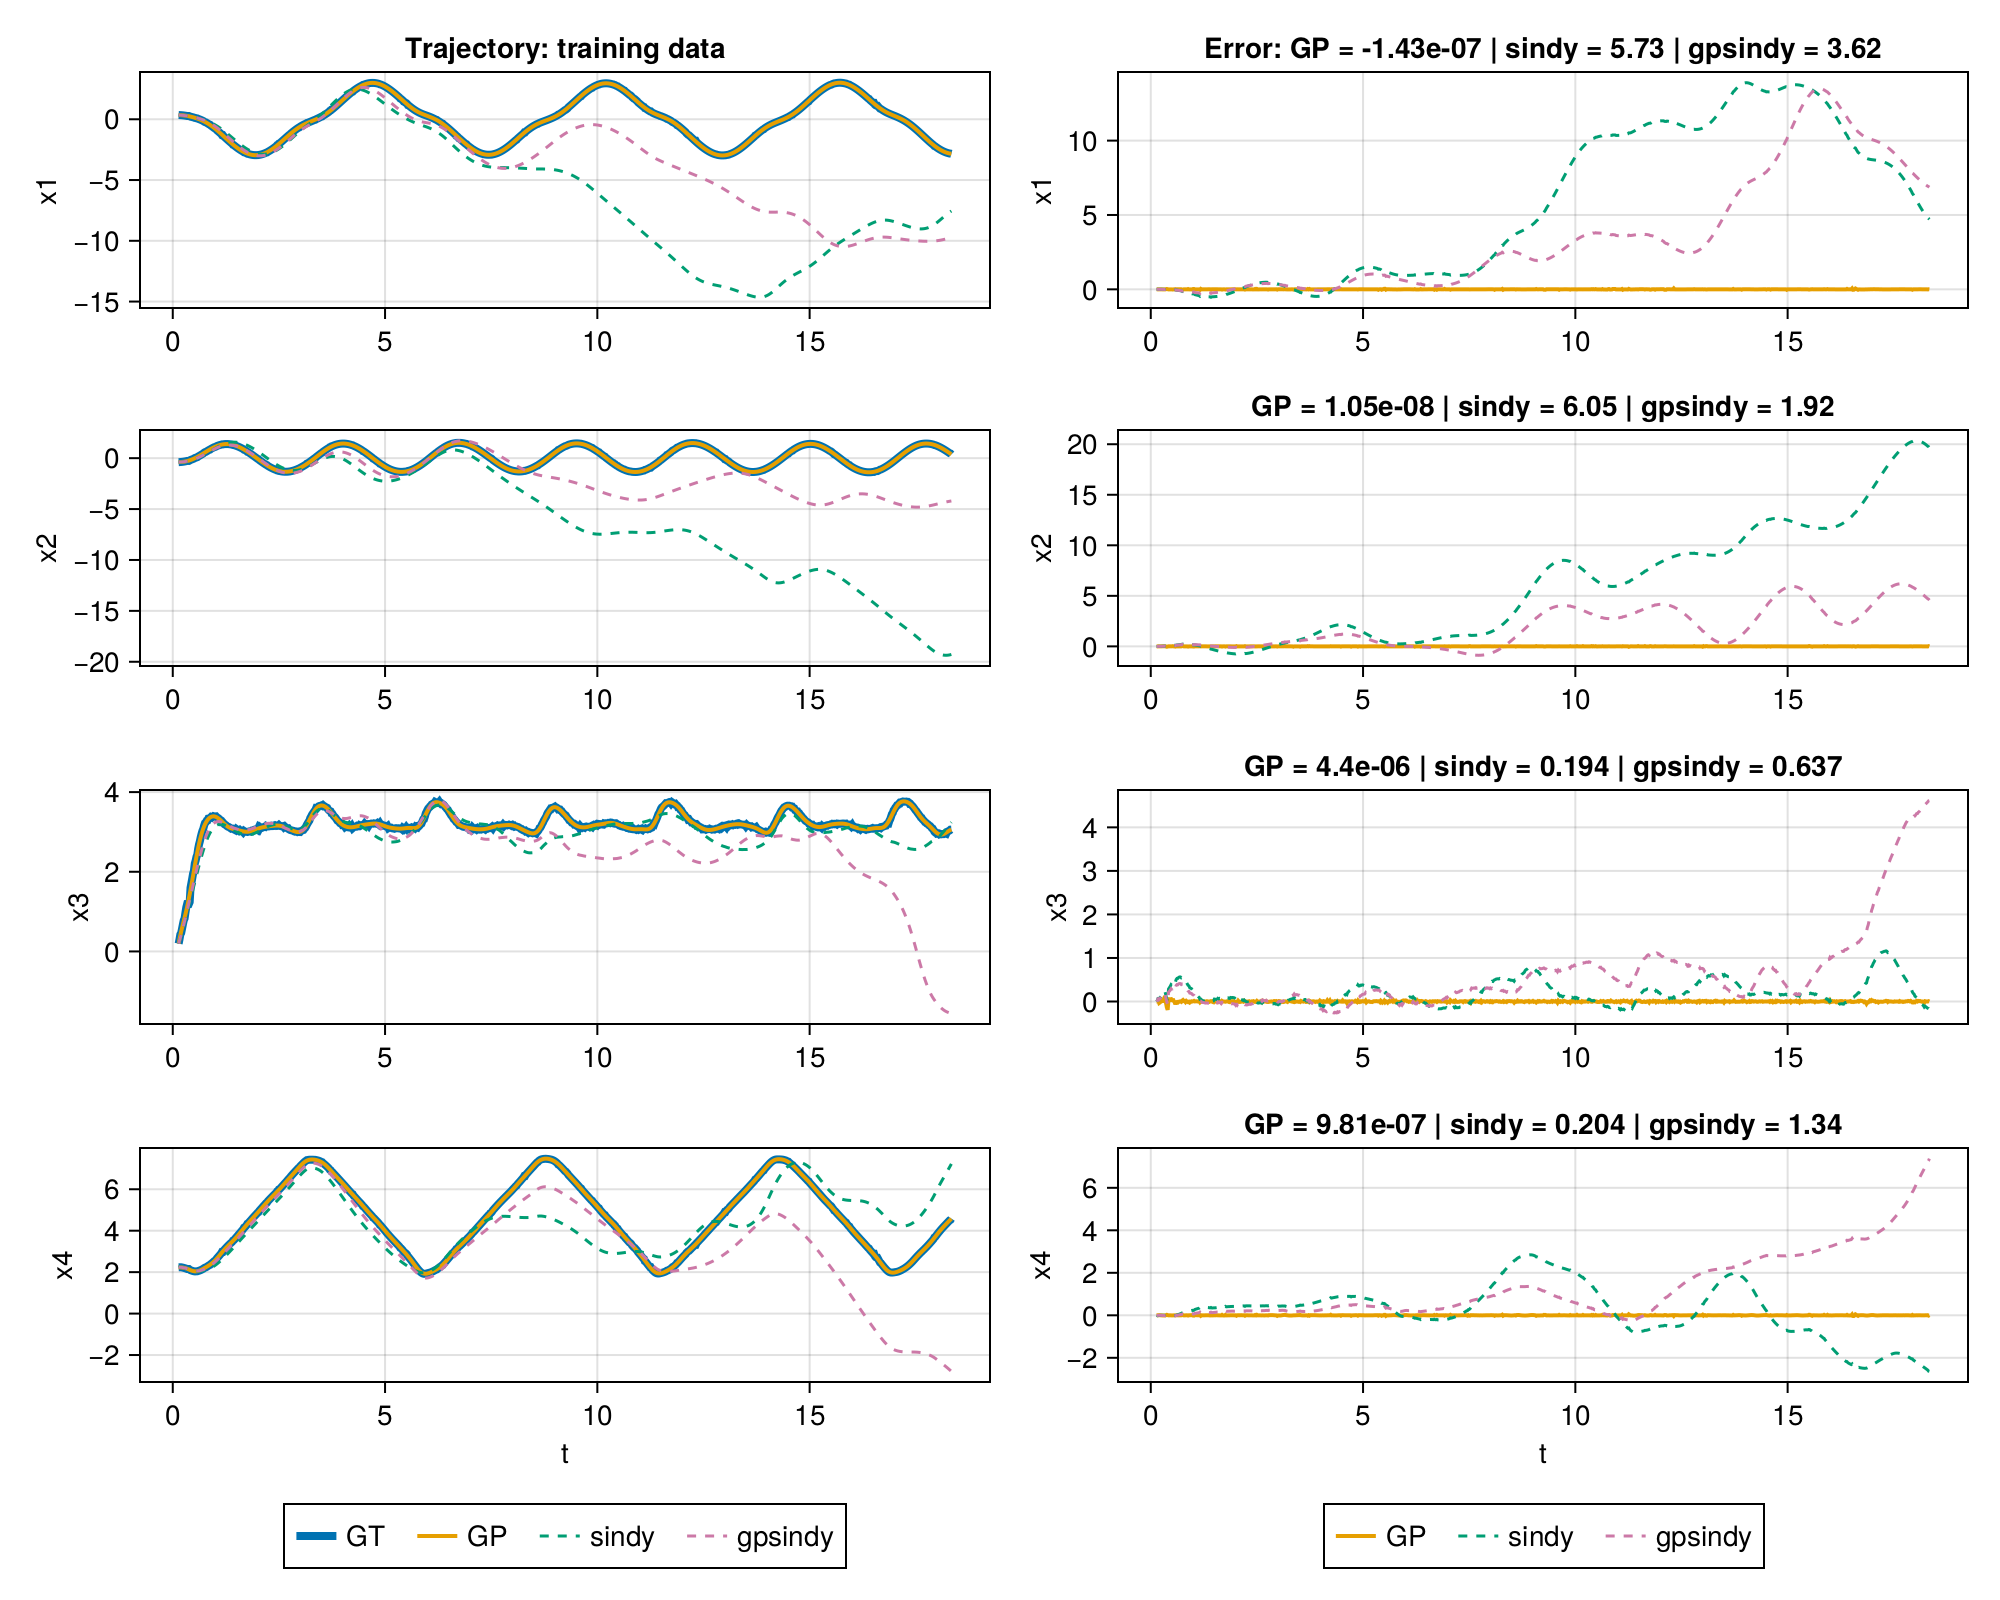 Trajectory: training data
x1
0
−5
−10
−15
0 5 10 15
Error: GP = -1.43e-07 | sindy = 5.73 | gpsindy = 3.62
x1
10
5
0
0 5 10 15
x2
0
−5
−10
−15
−20
0 5 10 15
GP = 1.05e-08 | sindy = 6.05 | gpsindy = 1.92
x2
20
15
10
5
0
0 5 10 15
x3
4
2
0
0 5 10 15
GP = 4.4e-06 | sindy = 0.194 | gpsindy = 0.637
x3
4
3
2
1
0
0 5 10 15
x4
6
4
2
0
−2
0 5 10 15
t
GP = 9.81e-07 | sindy = 0.204 | gpsindy = 1.34
x4
6
4
2
0
−2
0 5 10 15
t
GT GP sindy gpsindy
GP sindy gpsindy